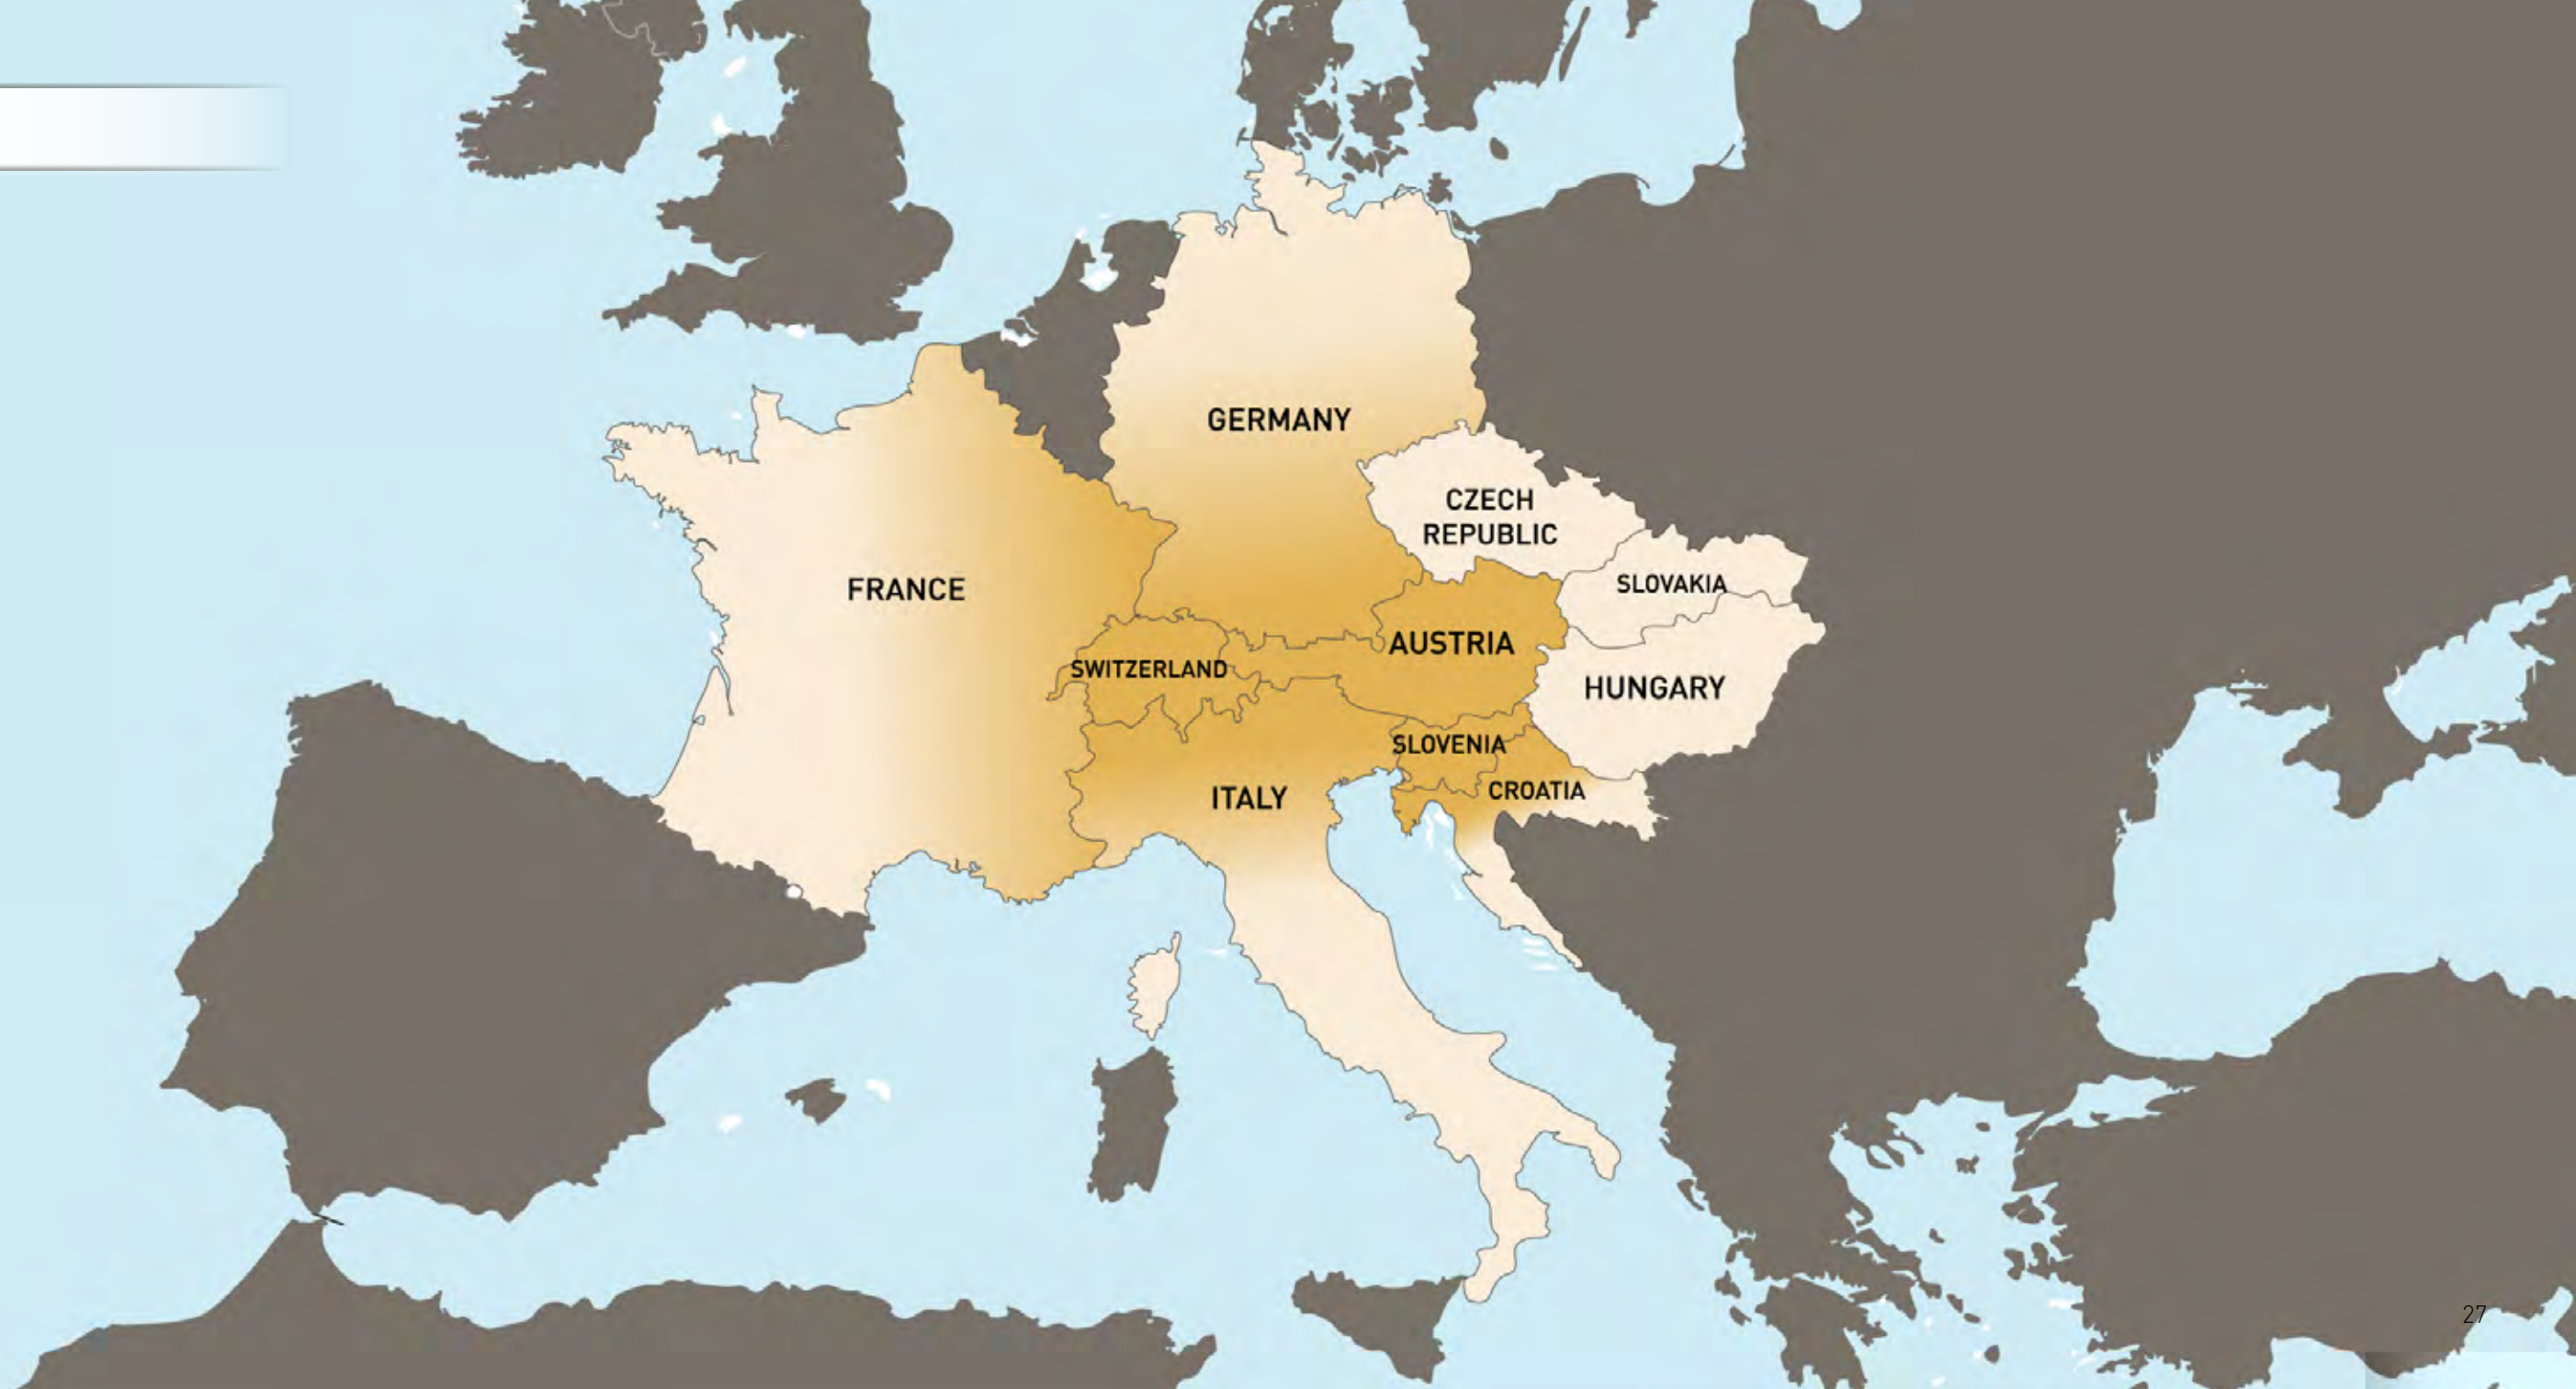 GERMANY
CZECH
REPUBLIC
SLOVAKIA
FRANCE
AUSTRIA
SWITZERLAND
HUNGARY
SLOVENIA
CROATIA
ITALY
27